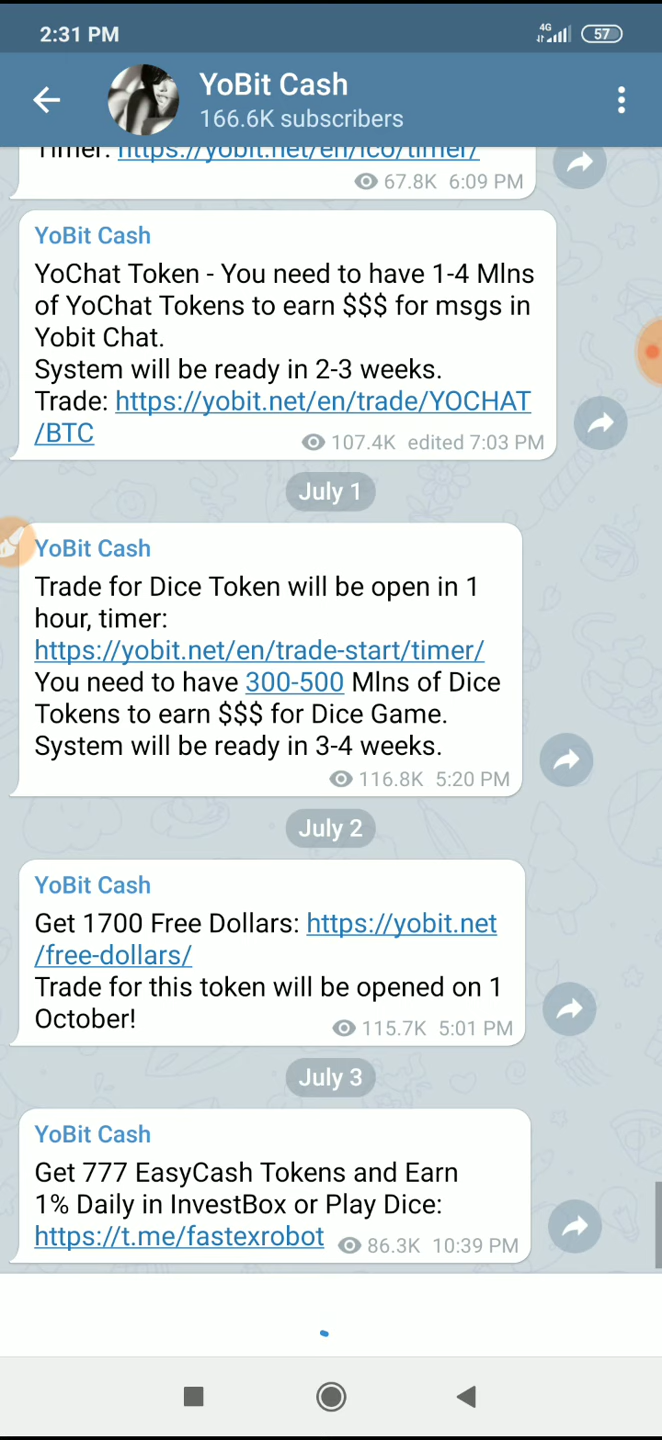 2:31 PM
4G
57
YoBit Cash
166.6K subscribers
Timer: https://yobit.net/en/ico/timer/
67.8K 6:09 PM
YoBit Cash
YoChat Token - You need to have 1-4 Mlns
of YoChat Tokens to earn $$$ for msgs in
Yobit Chat.
System will be ready in 2-3 weeks.
Trade: https://yobit.net/en/trade/YOCHAT
/BTC
107.4K edited 7:03 PM
July 1
YoBit Cash
Trade for Dice Token will be open in 1
hour, timer:
https://yobit.net/en/trade-start/timer/
You need to have 300-500 Mlns of Dice
Tokens to earn $$$ for Dice Game.
System will be ready in 3-4 weeks.
116.8K 5:20 PM
July 2
YoBit Cash
Get 1700 Free Dollars: https://yobit.net
/free-dollars/
Trade for this token will be opened on 1
October!
115.7K 5:01 PM
July 3
YoBit Cash
Get 777 EasyCash Tokens and Earn
1% Daily in InvestBox or Play Dice:
https://t.me/fastexrobot
86.3K 10:39 PM